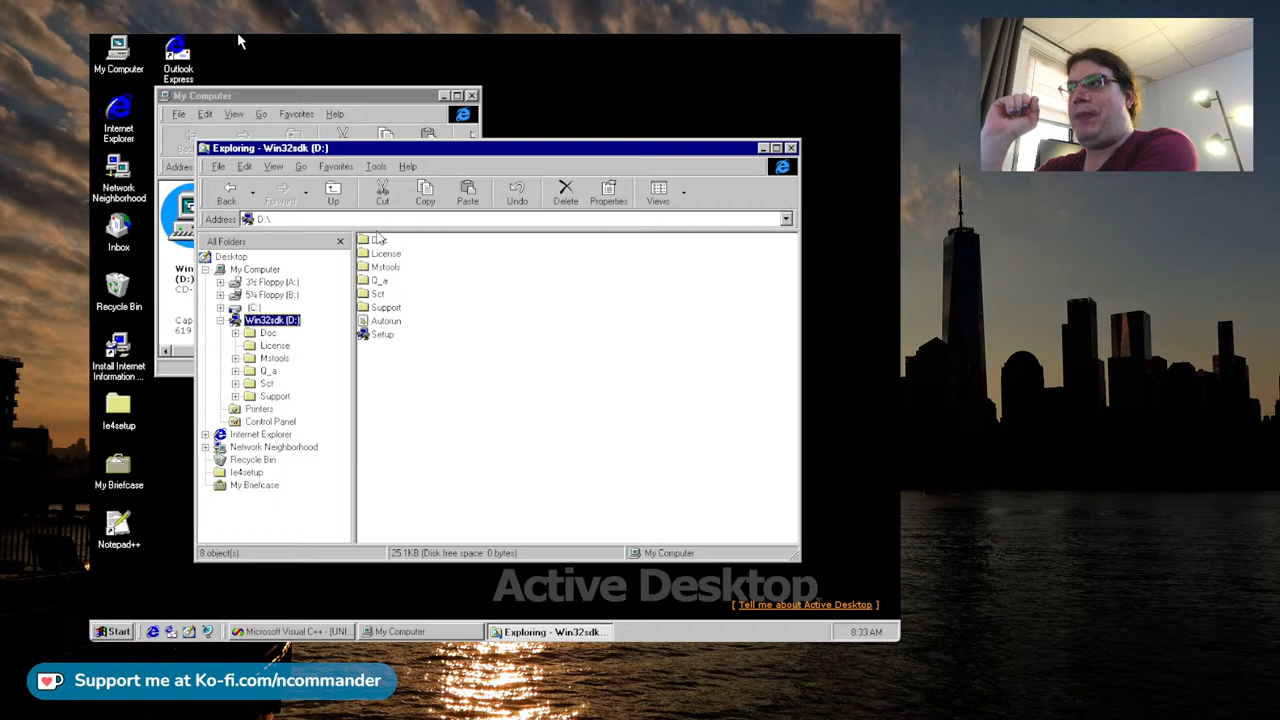 My Computer
Outlook
Express
Internet
Explorer
Network
Neighborhood
Inbox
Recycle Bin
Install Internet
Information ...
Ie4setup
My Briefcase
Notepad++
My Computer
File Edit View Go Favorites Help
Address
Win
(D:)
CD-
Cap
619
Exploring - Win32sdk (D:)
File Edit View Go Favorites Tools Help
Back Forward Up Cut Copy Paste Undo Delete Properties Views
Address D:\
All Folders
Desktop
My Computer
3½ Floppy (A:)
5¼ Floppy (B:)
(C:)
Win32sdk (D:)
Doc
License
Mstools
Q_a
Sct
Support
Printers
Control Panel
Internet Explorer
Network Neighborhood
Recycle Bin
Ie4setup
My Briefcase
License
Mstools
Q_a
Sct
Support
Autorun
Setup
8 object(s) 25.1KB (Disk free space: 0 bytes) My Computer
Active Desktop
[ Tell me about Active Desktop ]
Start Microsoft Visual C++ - [UNI... My Computer Exploring - Win32sdk... 8:33 AM
Support me at Ko-fi.com/ncommander